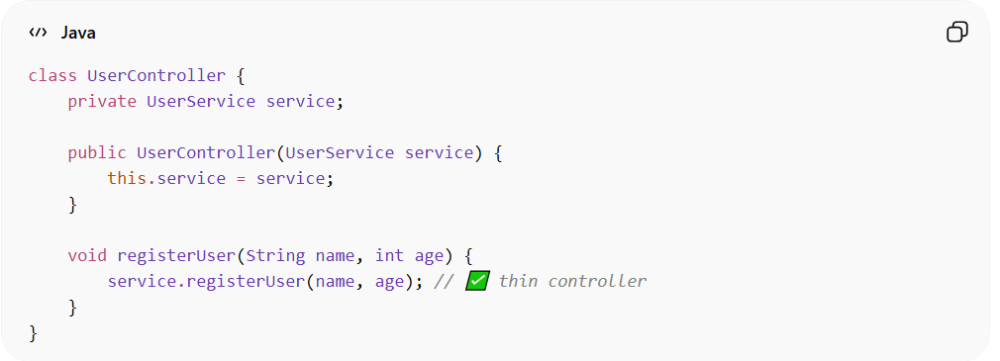 </> Java
class UserController {
    private UserService service;

    public UserController(UserService service) {
        this.service = service;
    }

    void registerUser(String name, int age) {
        service.registerUser(name, age); // ✅ thin controller
    }
}